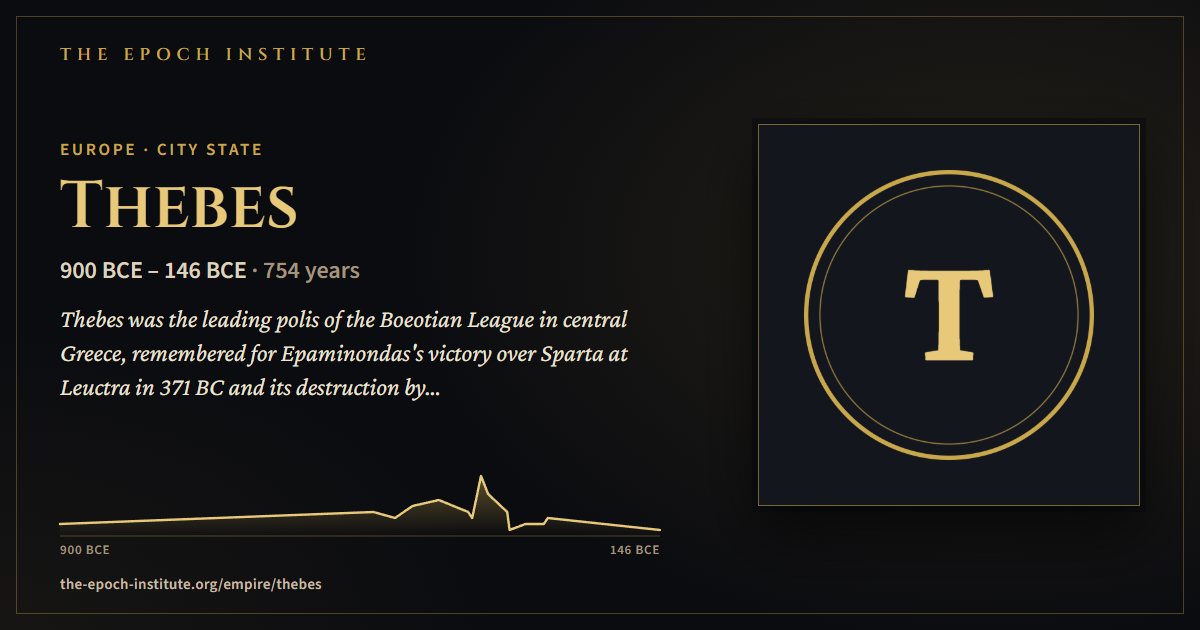 THE EPOCH INSTITUTE
EUROPE · CITY STATE
THEBES
900 BCE – 146 BCE · 754 years
Thebes was the leading polis of the Boeotian League in central
Greece, remembered for Epaminondas's victory over Sparta at
Leuctra in 371 BC and its destruction by...
T
900 BCE
146 BCE
the-epoch-institute.org/empire/thebes